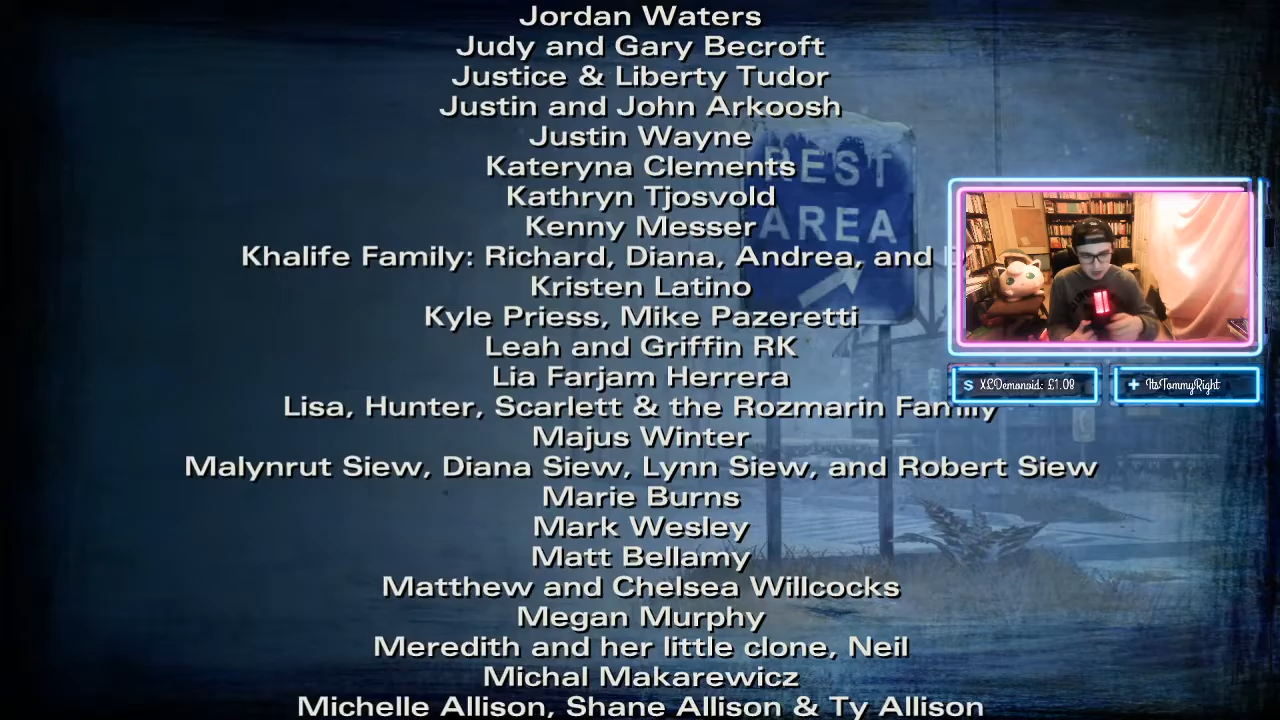 Jordan Waters
Judy and Gary Becroft
Justice & Liberty Tudor
Justin and John Arkoosh
Justin Wayne
Kateryna Clements
Kathryn Tjosvold
Kenny Messer
Khalife Family: Richard, Diana, Andrea, and
Kristen Latino
Kyle Priess, Mike Pazeretti
Leah and Griffin RK
Lia Farjam Herrera
Lisa, Hunter, Scarlett & the Rozmarin Family
Majus Winter
Malynrut Siew, Diana Siew, Lynn Siew, and Robert Siew
Marie Burns
Mark Wesley
Matt Bellamy
Matthew and Chelsea Willcocks
Megan Murphy
Meredith and her little clone, Neil
Michal Makarewicz
Michelle Allison, Shane Allison & Ty Allison
REST
AREA
XLDemonoid: £1.08
ItsTommyRight